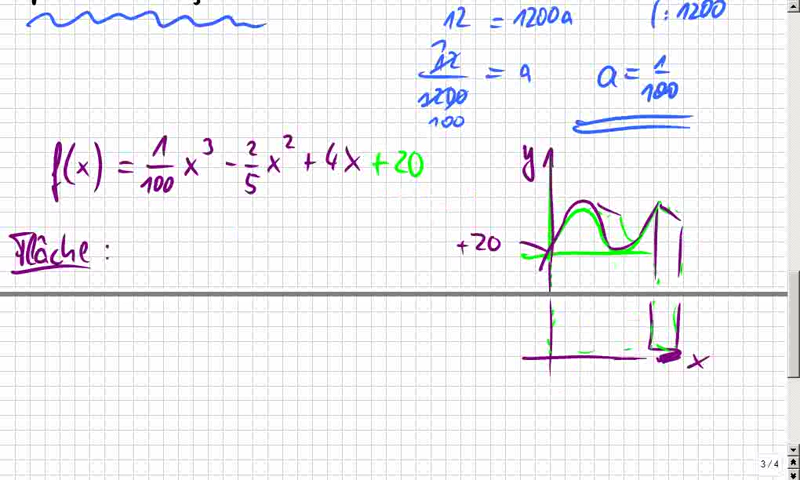 12 = 1200a |:1200
12/1200 = a a = 1/100
100
f(x) = 1/100 x³ - 2/5 x² + 4x + 20
y
Fläche:
+20
x
3/4